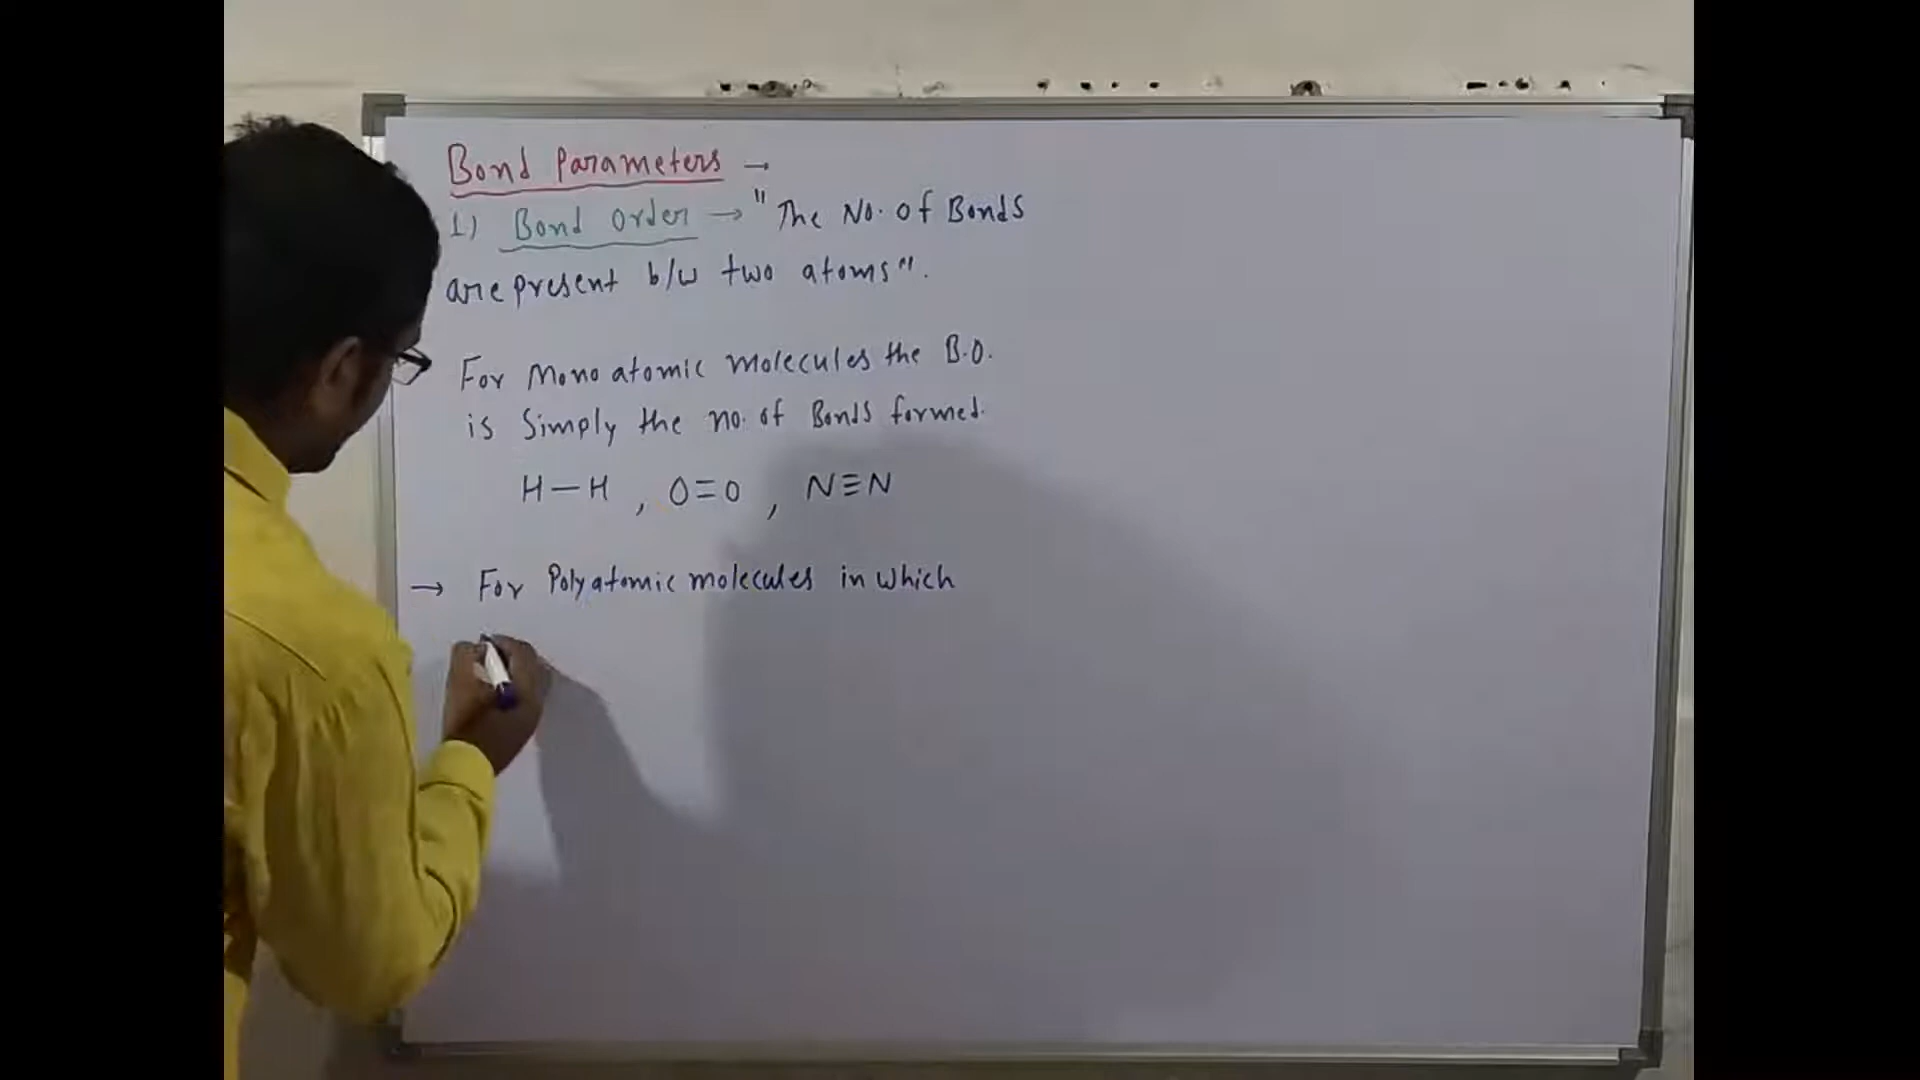 Bond Parameters →
1) Bond Order → "The No. of Bonds
are present b/w two atoms".
For Mono atomic molecules the B.O.
is Simply the no. of Bonds formed.
H—H , O=O , N≡N
→ For Polyatomic molecules in which